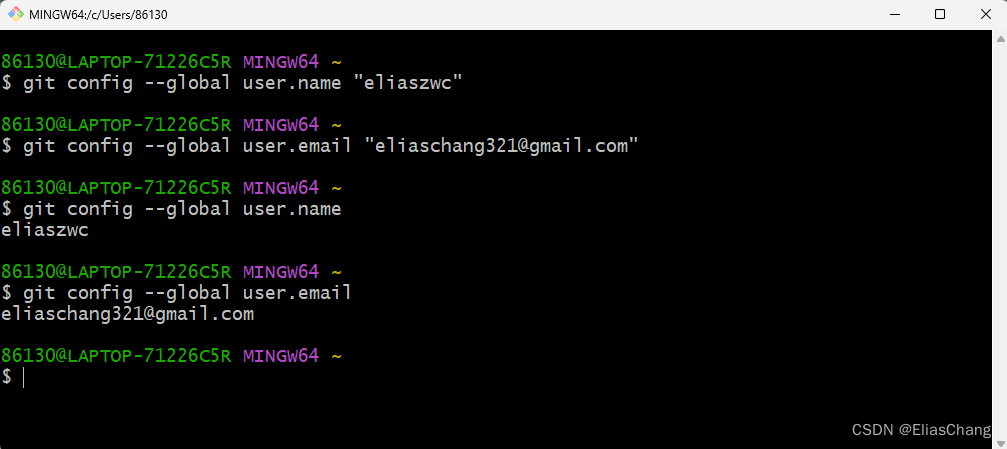 MINGW64:/c/Users/86130
86130@LAPTOP-71226C5R MINGW64 ~
$ git config --global user.name "eliaszwc"
86130@LAPTOP-71226C5R MINGW64 ~
$ git config --global user.email "eliaschang321@gmail.com"
86130@LAPTOP-71226C5R MINGW64 ~
$ git config --global user.name
eliaszwc
86130@LAPTOP-71226C5R MINGW64 ~
$ git config --global user.email
eliaschang321@gmail.com
86130@LAPTOP-71226C5R MINGW64 ~
$
CSDN @EliasChang